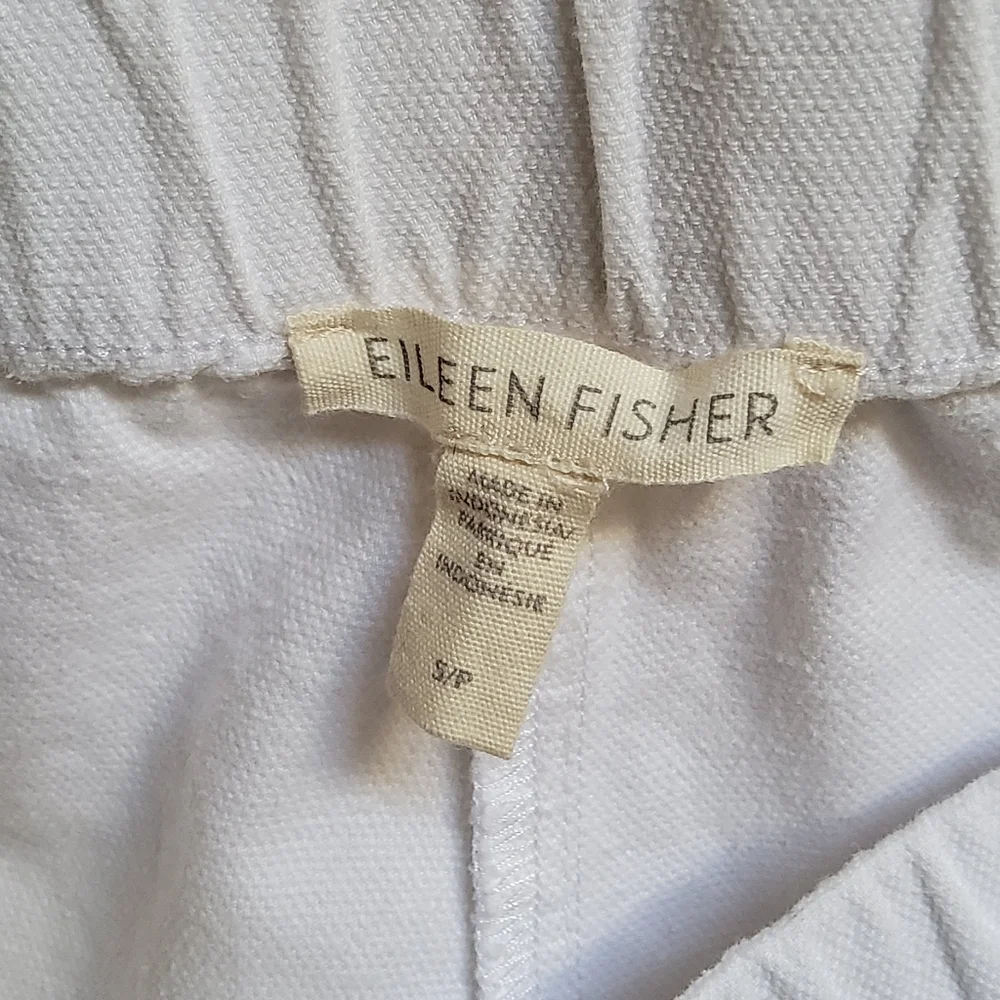 EILEEN FISHER
MADE IN
INDONESIA/
FABRIQUE
EN
INDONESIE
S/P